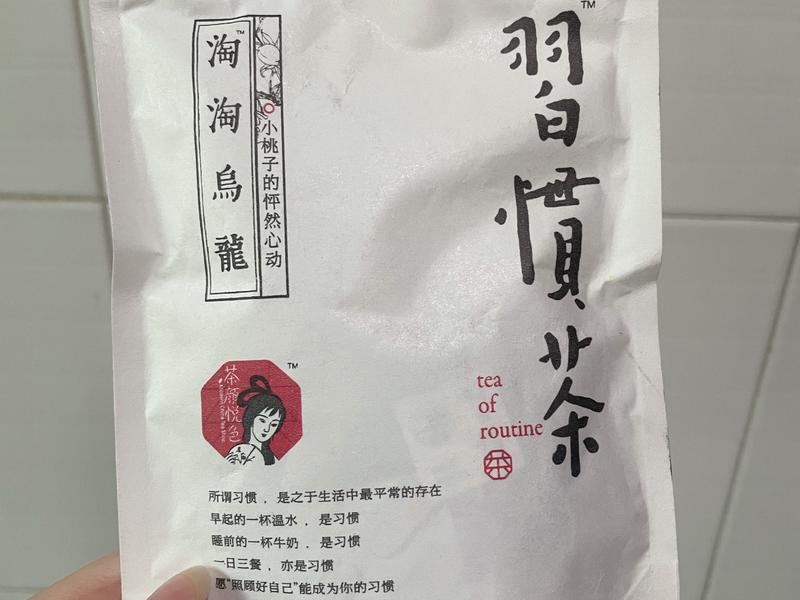 習慣茶
TM
淘淘烏龍
TM
小桃子的怦然心动
tea
of
routine
茶
茶颜悦色
TM
所谓习惯，是之于生活中最平常的存在
早起的一杯温水，是习惯
睡前的一杯牛奶，是习惯
一日三餐，亦是习惯
愿“照顾好自己”能成为你的习惯